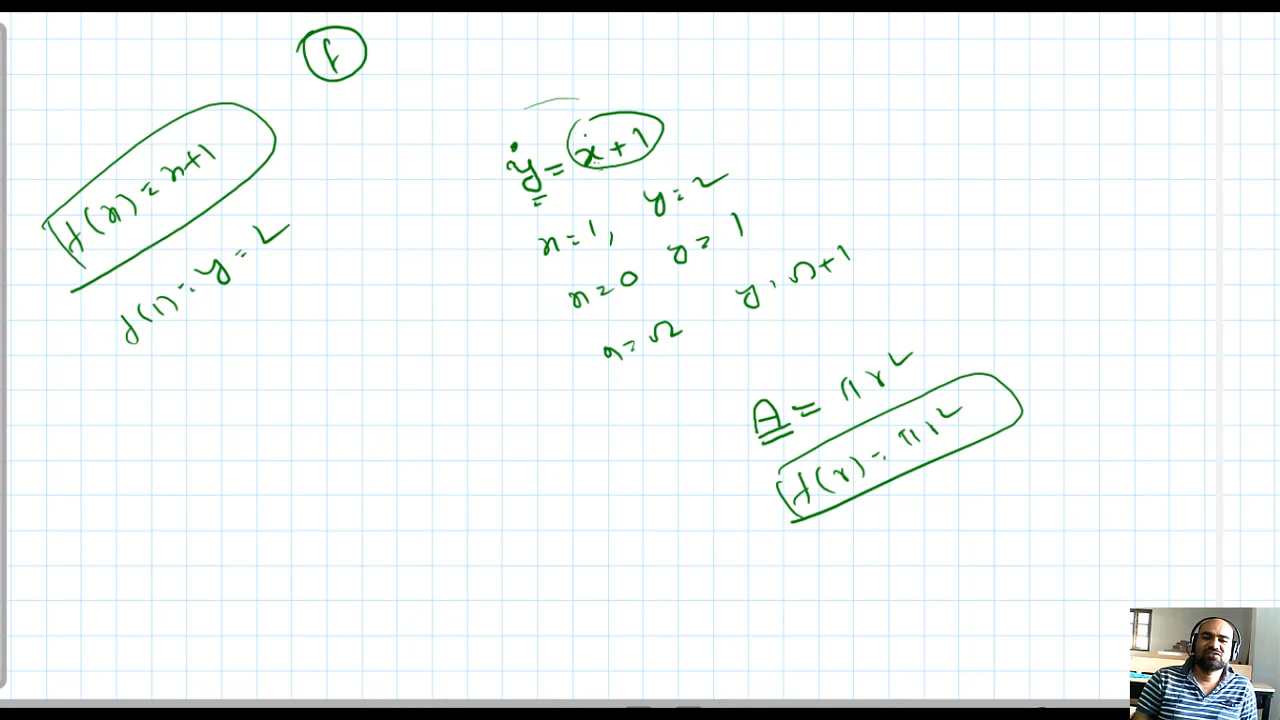 f
f(x) = x+1
f(1) = y = 2
y = x + 1
x = 1, y = 2
x = 0 y = 1
x = Ω y = Ω + 1
A = πr²
f(r) = πr²